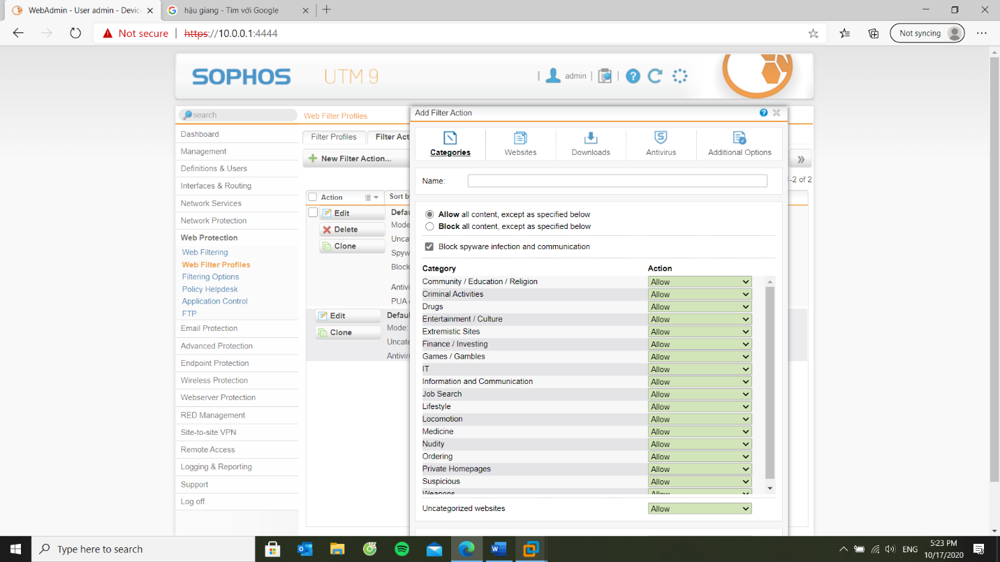 WebAdmin - User admin - Devic
hậu giang - Tìm với Google
Not secure
https://10.0.0.1:4444
Not syncing
SOPHOS UTM 9
admin
search
Dashboard
Management
Definitions & Users
Interfaces & Routing
Network Services
Network Protection
Web Protection
Web Filtering
Web Filter Profiles
Filtering Options
Policy Helpdesk
Application Control
FTP
Email Protection
Advanced Protection
Endpoint Protection
Wireless Protection
Webserver Protection
RED Management
Site-to-site VPN
Remote Access
Logging & Reporting
Support
Log off
Web Filter Profiles
Filter Profiles
Filter Act
New Filter Action...
-2 of 2
Action
Sort by
Edit
Delete
Clone
Defau
Mode
Unca
Spyw
Block
Antivi
PUA
Edit
Clone
Defaul
Mode:
Uncate
Antivir
Add Filter Action
Categories
Websites
Downloads
Antivirus
Additional Options
Name:
Allow all content, except as specified below
Block all content, except as specified below
Block spyware infection and communication
Category Action
Community / Education / Religion Allow
Criminal Activities Allow
Drugs Allow
Entertainment / Culture Allow
Extremistic Sites Allow
Finance / Investing Allow
Games / Gambles Allow
IT Allow
Information and Communication Allow
Job Search Allow
Lifestyle Allow
Locomotion Allow
Medicine Allow
Nudity Allow
Ordering Allow
Private Homepages Allow
Suspicious Allow
Weapons Allow
Uncategorized websites Allow
Type here to search
ENG
5:23 PM
10/17/2020